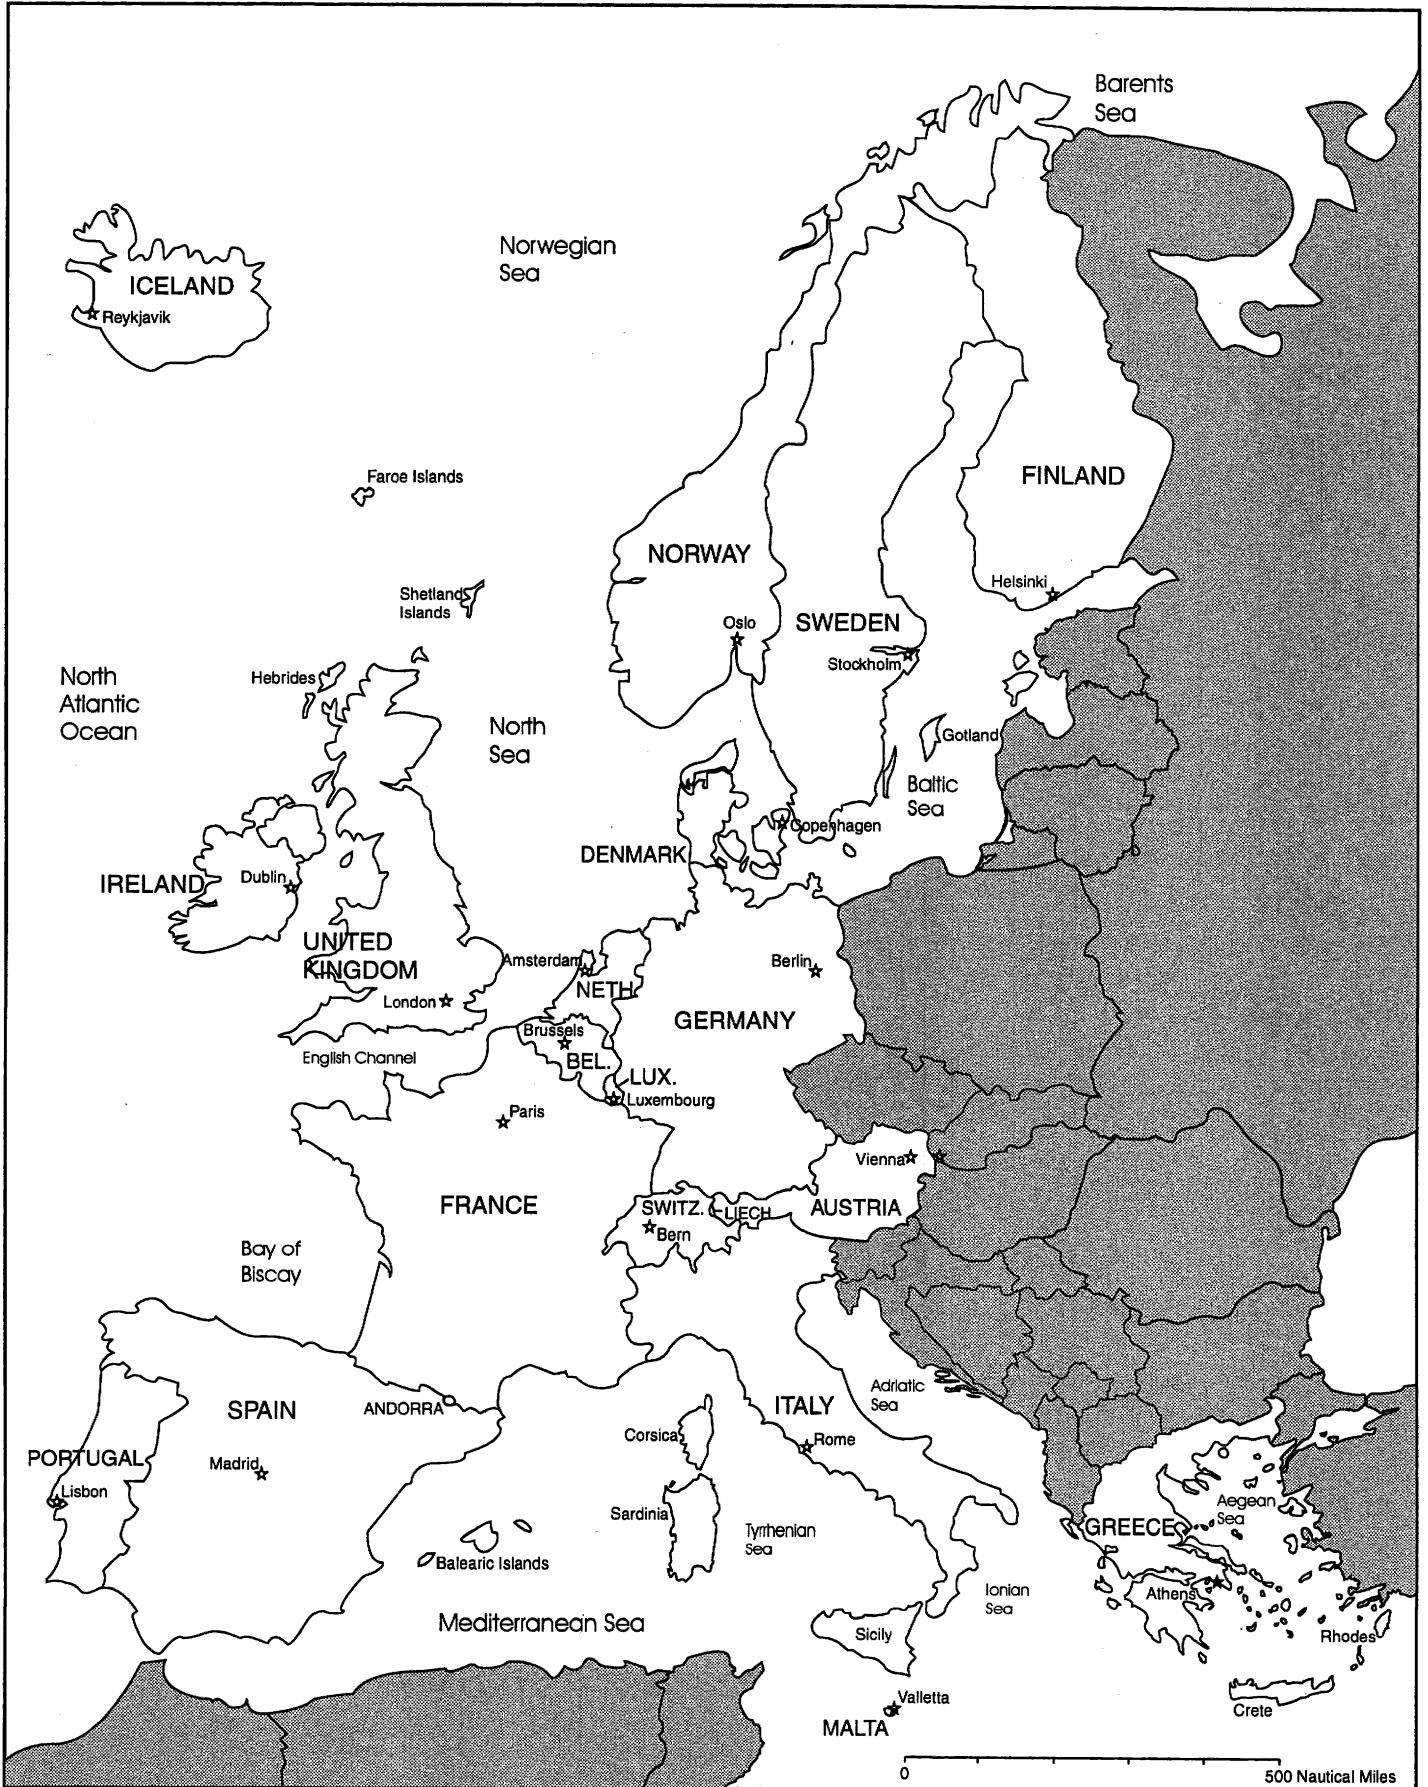 Barents
Sea
Norwegian
Sea
ICELAND
Reykjavik
Faroe Islands
FINLAND
NORWAY
Shetland
Islands
Helsinki
Oslo
SWEDEN
Stockholm
Hebrides
North
Atlantic
Ocean
North
Sea
Gotland
Baltic
Sea
Copenhagen
DENMARK
IRELAND
Dublin
UNITED
KINGDOM
London
Amsterdam
NETH.
Berlin
GERMANY
English Channel
Brussels
BEL.
LUX.
Luxembourg
Paris
Vienna
FRANCE
SWITZ.
LIECH
AUSTRIA
Bern
Bay of
Biscay
ANDORRA
SPAIN
Adriatic
Sea
ITALY
Corsica
Rome
PORTUGAL
Madrid
Lisbon
Sardinia
Aegean
Sea
Tyrrhenian
Sea
GREECE
Balearic Islands
Ionian
Sea
Athens
Mediterranean Sea
Sicily
Rhodes
Valletta
Crete
MALTA
0
500 Nautical Miles